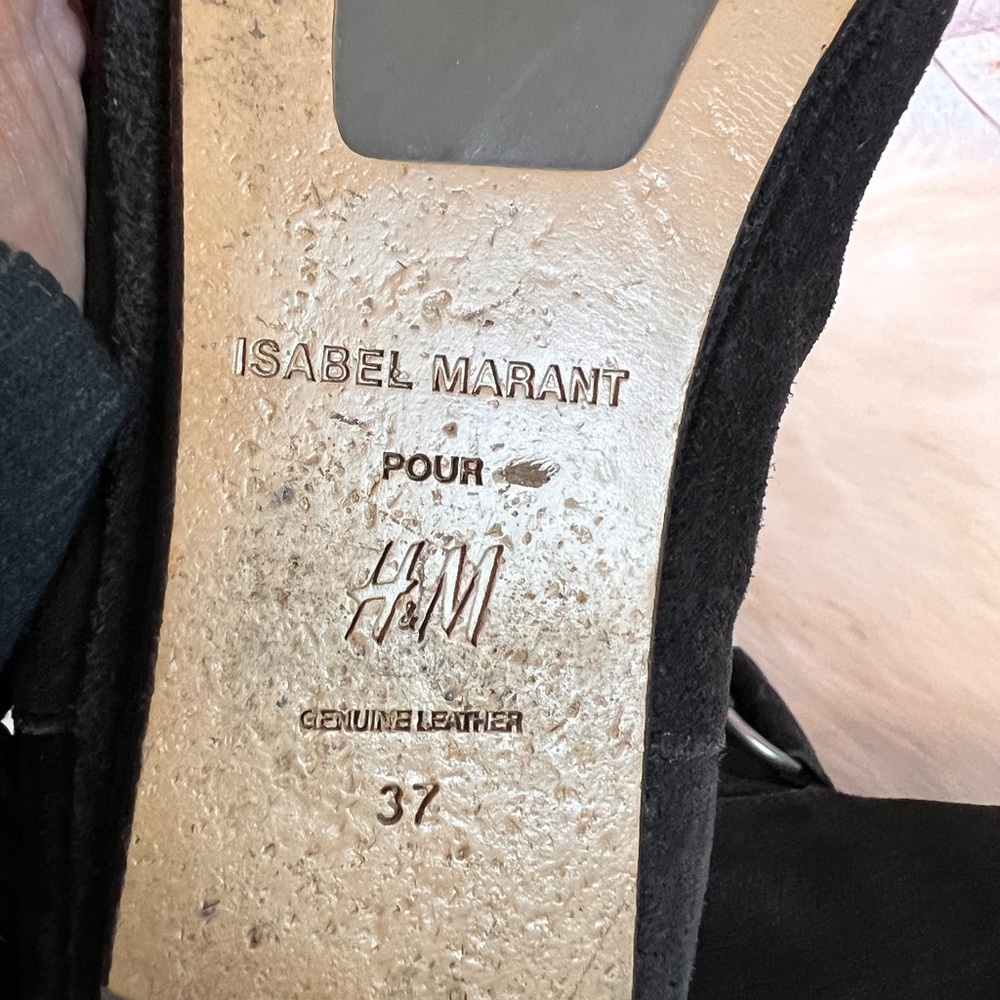 ISABEL MARANT
POUR
H&M
GENUINE LEATHER
37